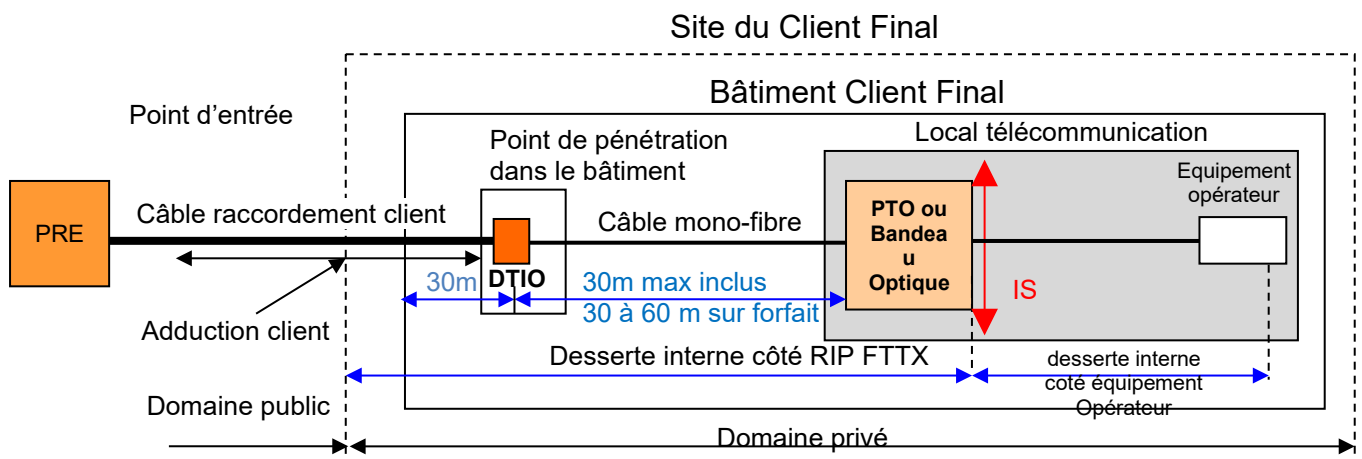 Site du Client Final
Bâtiment Client Final
Point d’entrée
Point de pénétration
dans le bâtiment
Local télécommunication
Equipement
opérateur
PRE
Câble raccordement client
Câble mono-fibre
PTO ou
Bandea
u
Optique
30m
DTIO
30m max inclus
IS
30 à 60 m sur forfait
Adduction client
Desserte interne côté RIP FTTX
desserte interne
coté équipement
Opérateur
Domaine public
Domaine privé